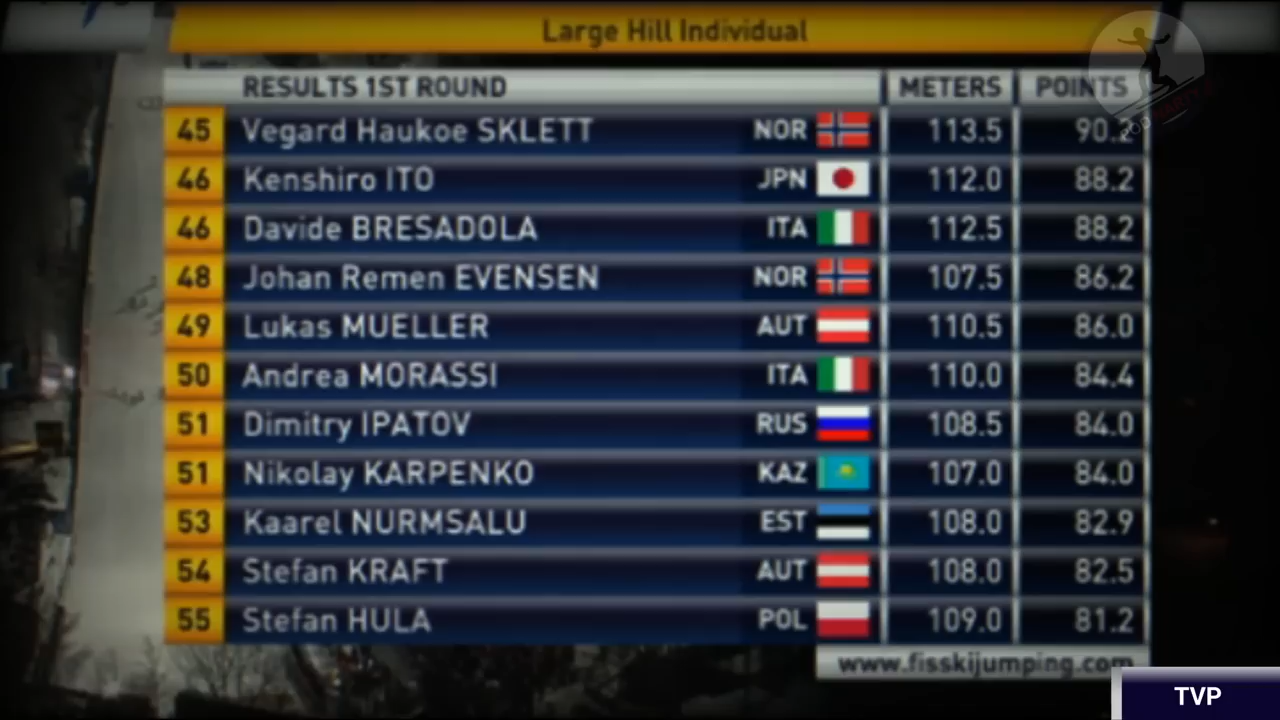 Large Hill Individual
RESULTS 1ST ROUND METERS POINTS
45 Vegard Haukoe SKLETT NOR 113.5 90.2
46 Kenshiro ITO JPN 112.0 88.2
46 Davide BRESADOLA ITA 112.5 88.2
48 Johan Remen EVENSEN NOR 107.5 86.2
49 Lukas MUELLER AUT 110.5 86.0
50 Andrea MORASSI ITA 110.0 84.4
51 Dimitry IPATOV RUS 108.5 84.0
51 Nikolay KARPENKO KAZ 107.0 84.0
53 Kaarel NURMSALU EST 108.0 82.9
54 Stefan KRAFT AUT 108.0 82.5
55 Stefan HULA POL 109.0 81.2
www.fisskijumping.com
TVP